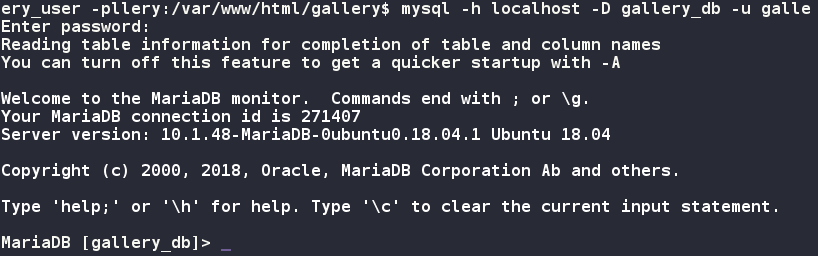 ery_user -pllery:/var/www/html/gallery$ mysql -h localhost -D gallery_db -u galle
Enter password:
Reading table information for completion of table and column names
You can turn off this feature to get a quicker startup with -A
Welcome to the MariaDB monitor.  Commands end with ; or \g.
Your MariaDB connection id is 271407
Server version: 10.1.48-MariaDB-0ubuntu0.18.04.1 Ubuntu 18.04
Copyright (c) 2000, 2018, Oracle, MariaDB Corporation Ab and others.
Type 'help;' or '\h' for help. Type '\c' to clear the current input statement.
MariaDB [gallery_db]> _